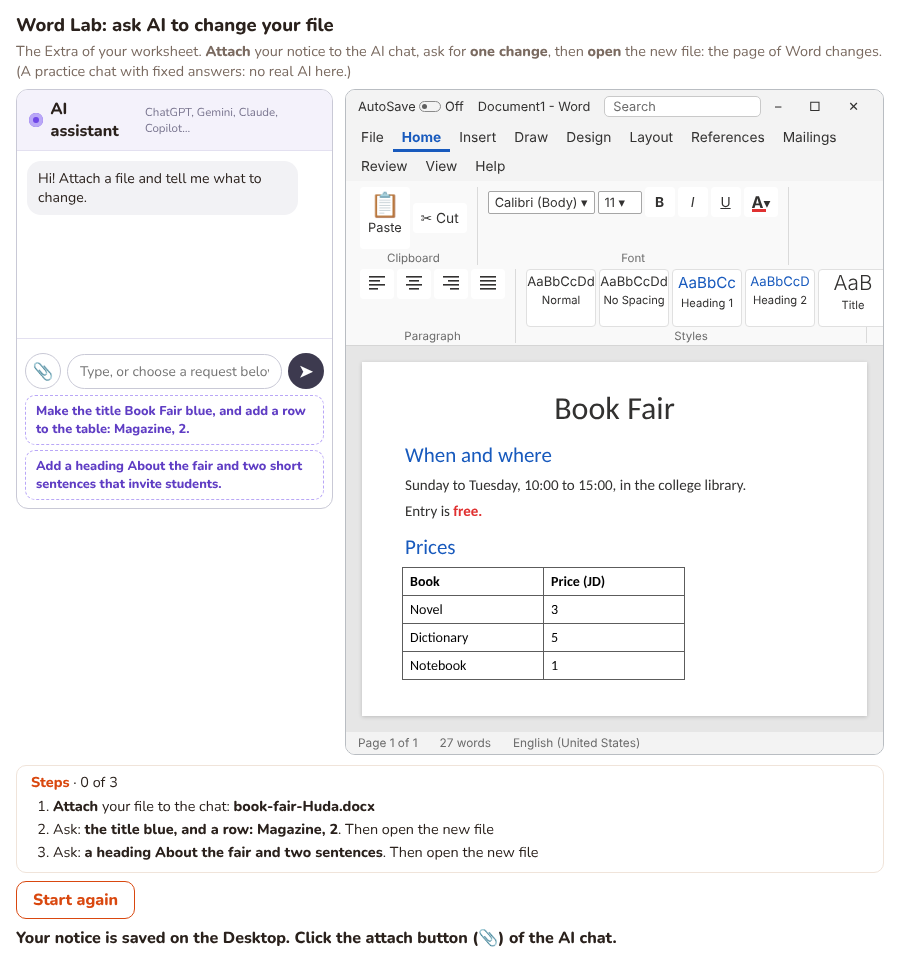 Word Lab: ask AI to change your file
The Extra of your worksheet. Attach your notice to the AI chat, ask for one change, then open the new file: the page of Word changes.
(A practice chat with fixed answers: no real AI here.)
AI assistant
ChatGPT, Gemini, Claude, Copilot...
Hi! Attach a file and tell me what to
change.
Type, or choose a request belo
Make the title Book Fair blue, and add a row
to the table: Magazine, 2.
Add a heading About the fair and two short
sentences that invite students.
AutoSave Off Document1 - Word Search
File Home Insert Draw Design Layout References Mailings
Review View Help
Paste
Cut
Clipboard
Calibri (Body) 11 B I U A
Font
Paragraph
AaBbCcDd AaBbCcDd AaBbCc AaBbCcD AaB
Normal No Spacing Heading 1 Heading 2 Title
Styles
Book Fair
When and where
Sunday to Tuesday, 10:00 to 15:00, in the college library.
Entry is free.
Prices
Book Price (JD)
Novel 3
Dictionary 5
Notebook 1
Page 1 of 1 27 words English (United States)
Steps · 0 of 3
1. Attach your file to the chat: book-fair-Huda.docx
2. Ask: the title blue, and a row: Magazine, 2. Then open the new file
3. Ask: a heading About the fair and two sentences. Then open the new file
Start again
Your notice is saved on the Desktop. Click the attach button (📎) of the AI chat.